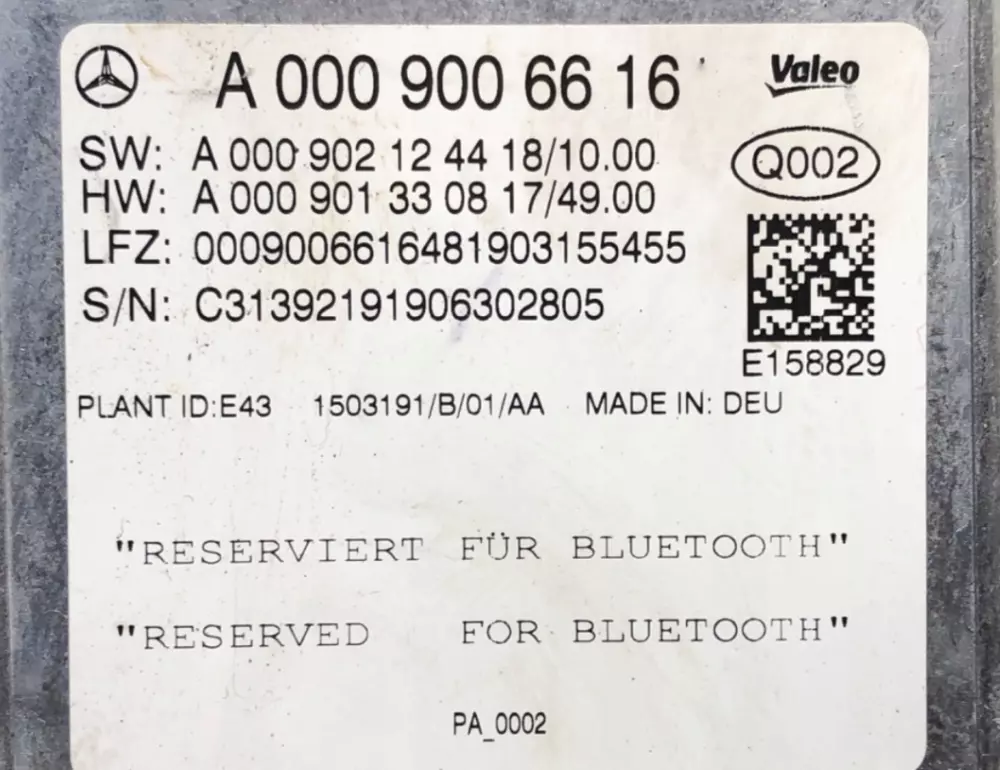 A 000 900 66 16
Valeo
SW: A 000 902 12 44 18/10.00
Q002
HW: A 000 901 33 08 17/49.00
LFZ: 0009006616481903155455
S/N: C31392191906302805
E158829
PLANT ID:E43 1503191/B/01/AA MADE IN: DEU
"RESERVIERT FÜR BLUETOOTH"
"RESERVED FOR BLUETOOTH"
PA_0002